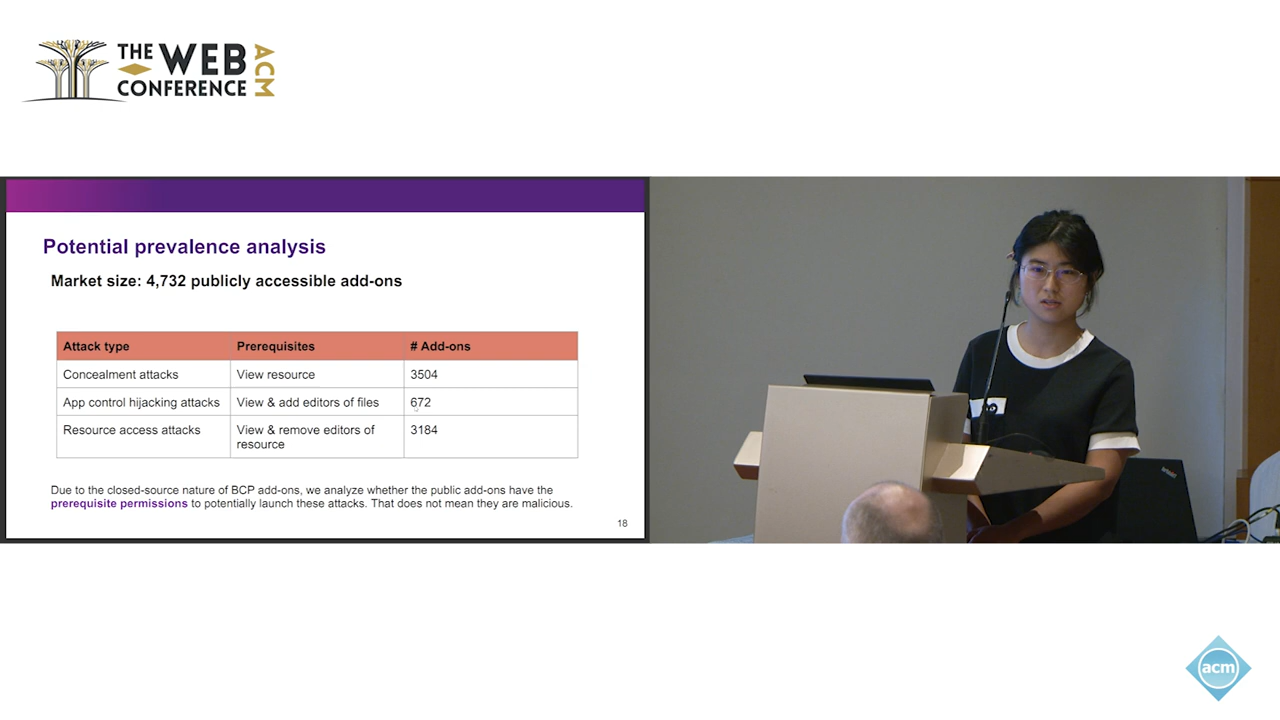 THE WEB
CONFERENCE
ACM
Potential prevalence analysis
Market size: 4,732 publicly accessible add-ons
Attack type Prerequisites # Add-ons
Concealment attacks View resource 3504
App control hijacking attacks View & add editors of files 672
Resource access attacks View & remove editors of resource 3184
Due to the closed-source nature of BCP add-ons, we analyze whether the public add-ons have the
prerequisite permissions to potentially launch these attacks. That does not mean they are malicious.
18
acm